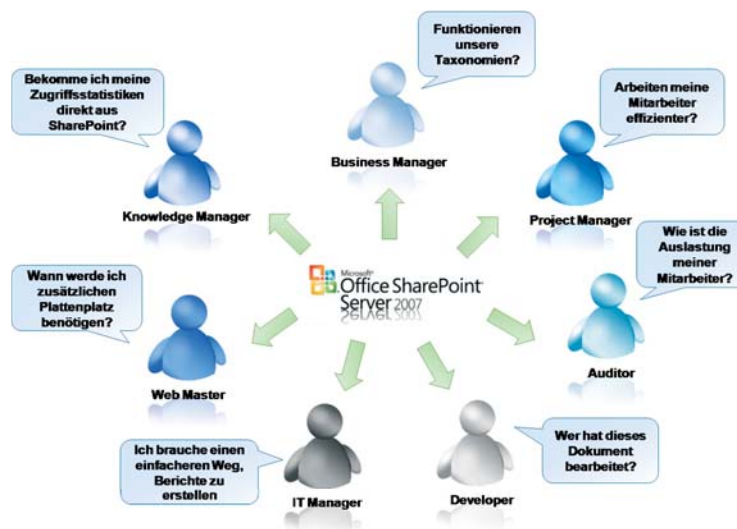 Funktionieren
unsere
Taxonomien?
Bekomme ich meine
Zugriffsstatistiken
direkt aus
SharePoint?
Arbeiten meine
Mitarbeiter
effizienter?
Business Manager
Knowledge Manager
Project Manager
Wie ist die
Auslastung
meiner
Mitarbeiter?
Wann werde ich
zusätzlichen
Plattenplatz
benötigen?
Microsoft®
Office SharePoint®
Server 2007
Web Master
Auditor
Ich brauche einen
einfacheren Weg,
Berichte zu
erstellen
Wer hat dieses
Dokument
bearbeitet?
IT Manager
Developer